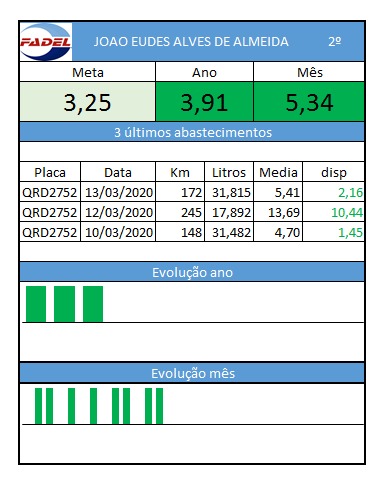 FADEL JOAO EUDES ALVES DE ALMEIDA 2º
Meta Ano Mês
3,25 3,91 5,34
3 últimos abastecimentos
Placa Data Km Litros Media disp
QRD2752 13/03/2020 172 31,815 5,41 2,16
QRD2752 12/03/2020 245 17,892 13,69 10,44
QRD2752 10/03/2020 148 31,482 4,70 1,45
Evolução ano
Evolução mês